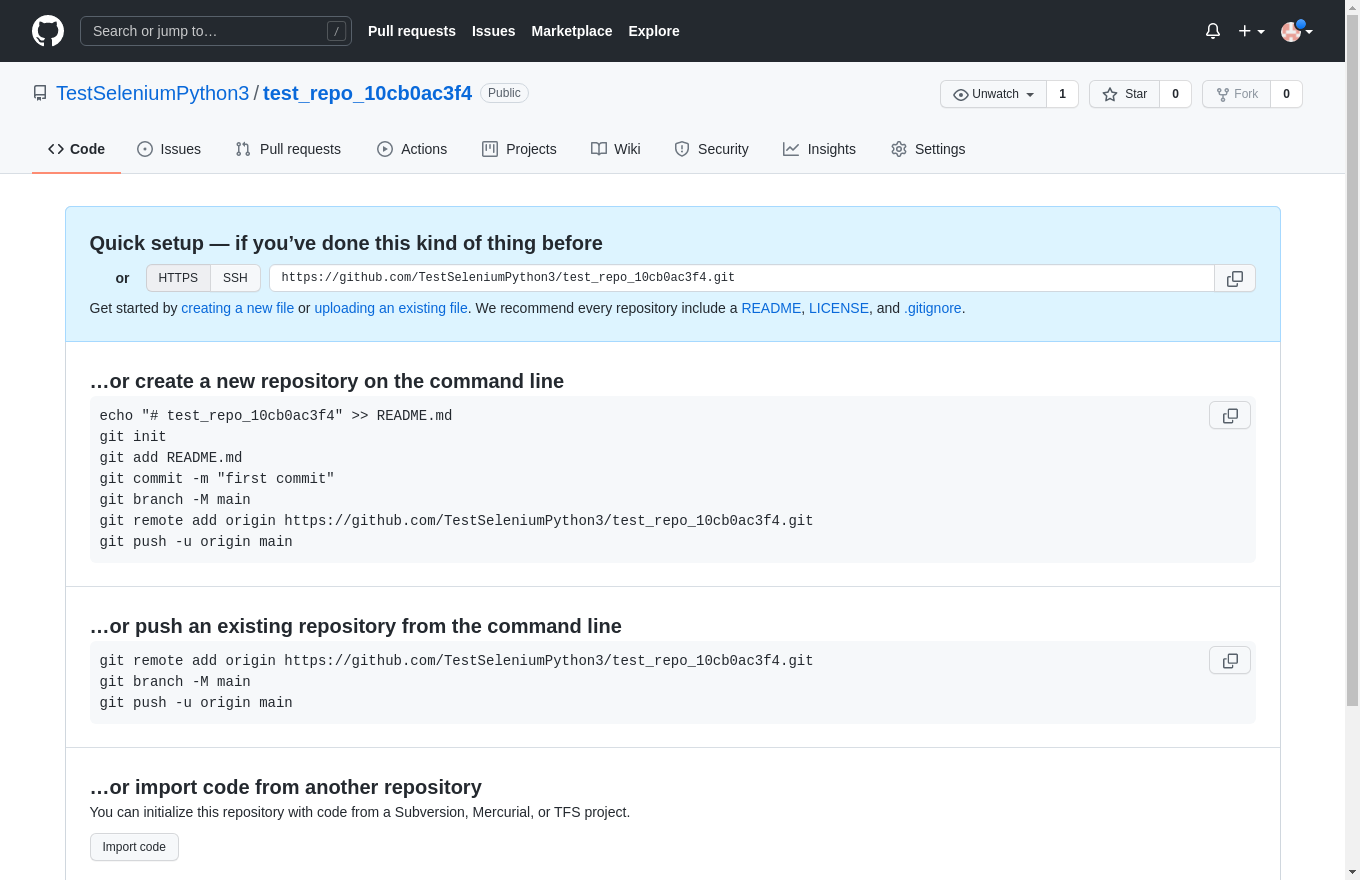 Search or jump to…
/
Pull requests Issues Marketplace Explore
TestSeleniumPython3 / test_repo_10cb0ac3f4 Public
Unwatch 1
Star 0
Fork 0
Code Issues Pull requests Actions Projects Wiki Security Insights Settings
Quick setup — if you’ve done this kind of thing before
or HTTPS SSH https://github.com/TestSeleniumPython3/test_repo_10cb0ac3f4.git
Get started by creating a new file or uploading an existing file. We recommend every repository include a README, LICENSE, and .gitignore.
…or create a new repository on the command line
echo "# test_repo_10cb0ac3f4" >> README.md
git init
git add README.md
git commit -m "first commit"
git branch -M main
git remote add origin https://github.com/TestSeleniumPython3/test_repo_10cb0ac3f4.git
git push -u origin main
…or push an existing repository from the command line
git remote add origin https://github.com/TestSeleniumPython3/test_repo_10cb0ac3f4.git
git branch -M main
git push -u origin main
…or import code from another repository
You can initialize this repository with code from a Subversion, Mercurial, or TFS project.
Import code